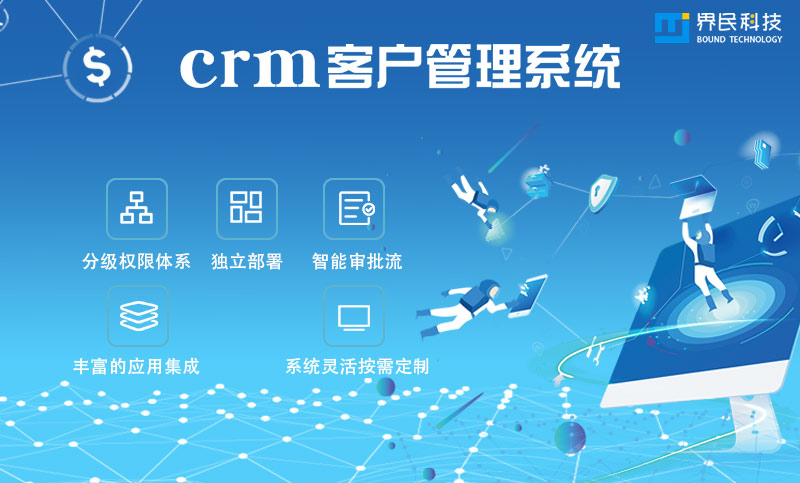 界民科技
BOUND TECHNOLOGY
crm客户管理系统
$
分级权限体系
独立部署
智能审批流
丰富的应用集成
系统灵活按需定制